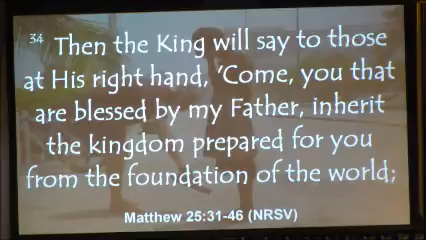 34 Then the King will say to those
at His right hand, 'Come, you that
are blessed by my Father, inherit
the kingdom prepared for you
from the foundation of the world;
Matthew 25:31-46 (NRSV)